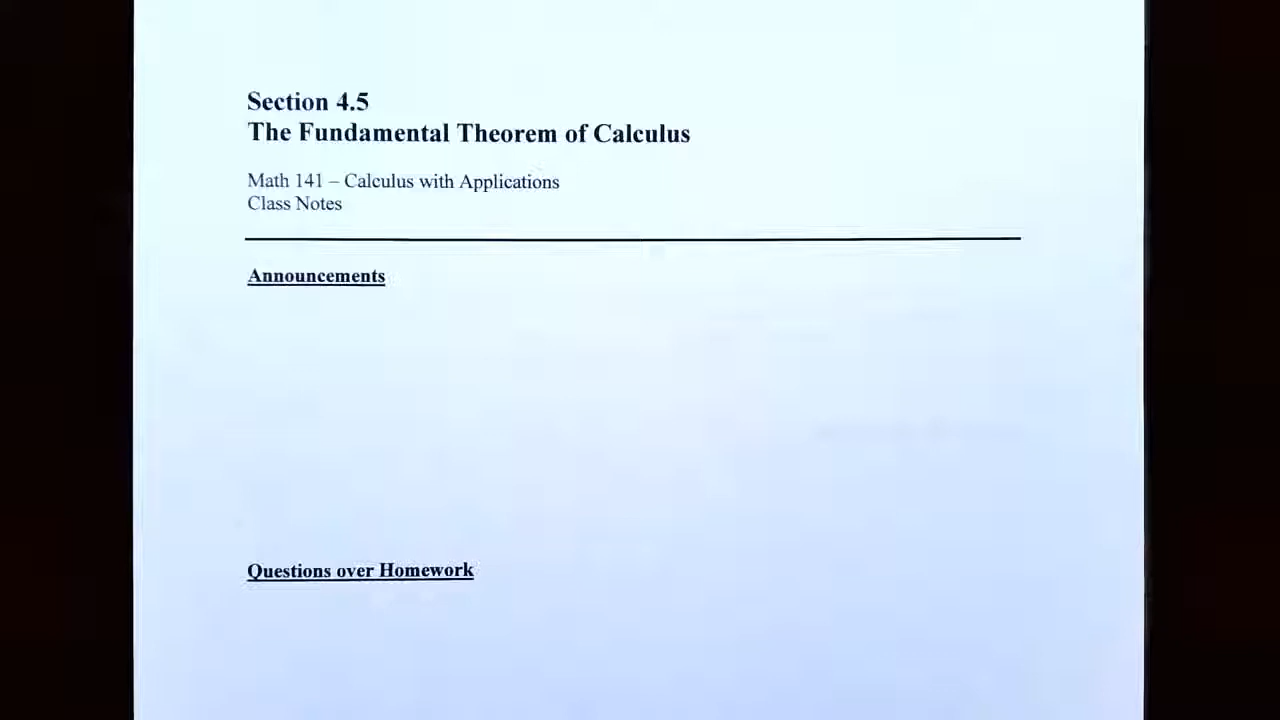 Section 4.5
The Fundamental Theorem of Calculus
Math 141 – Calculus with Applications
Class Notes
Announcements
Questions over Homework